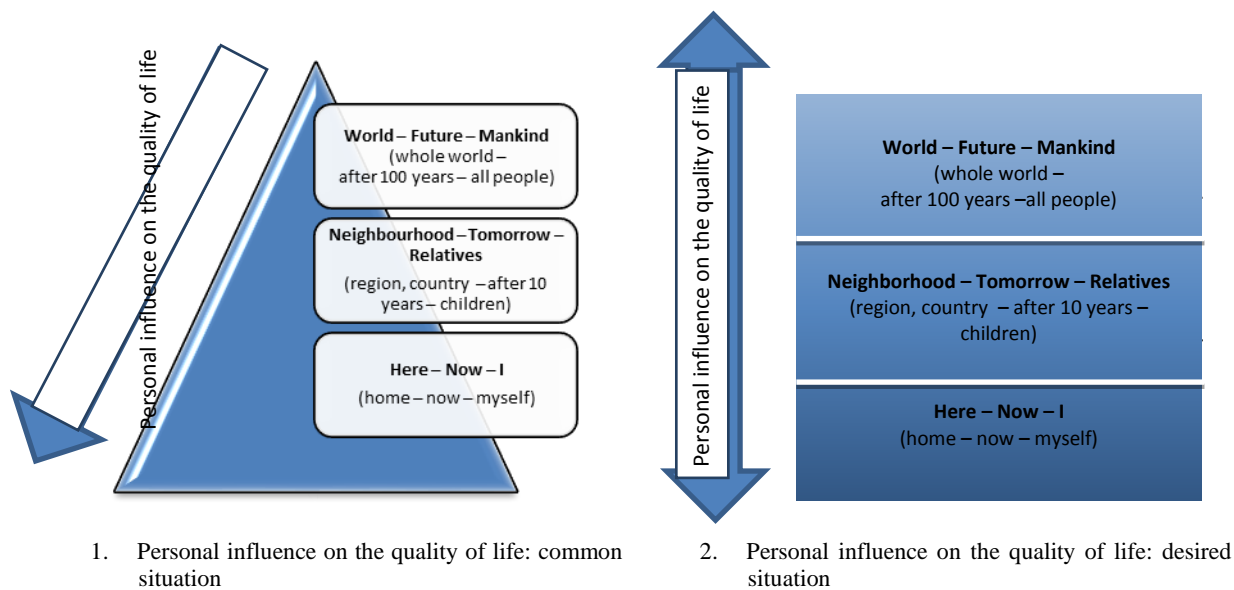 Personal influence on the quality of life
World – Future – Mankind
(whole world –
after 100 years – all people)
Neighbourhood – Tomorrow –
Relatives
(region, country – after 10
years – children)
Here – Now – I
(home – now – myself)
1. Personal influence on the quality of life: common
situation
Personal influence on the quality of life
World – Future – Mankind
(whole world –
after 100 years –all people)
Neighborhood – Tomorrow – Relatives
(region, country – after 10 years –
children)
Here – Now – I
(home – now – myself)
2. Personal influence on the quality of life: desired
situation